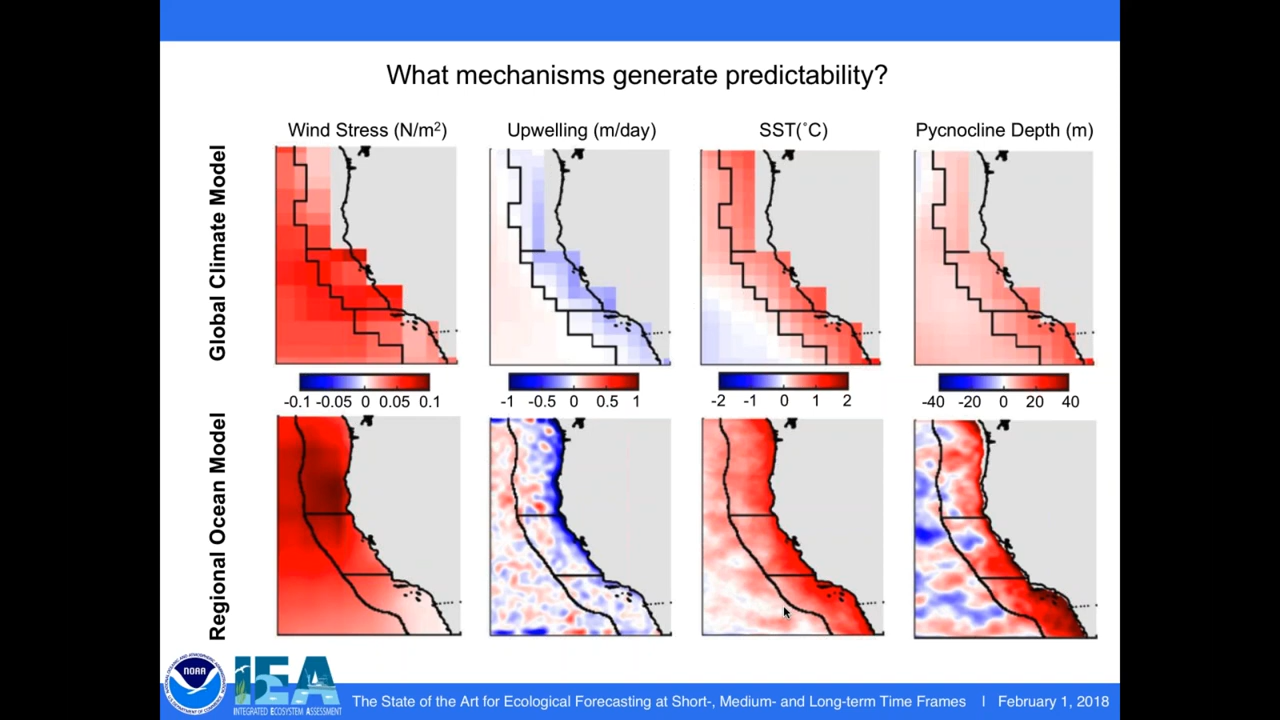 What mechanisms generate predictability?
Wind Stress (N/m²) Upwelling (m/day) SST(˚C) Pycnocline Depth (m)
Global Climate Model
-0.1 -0.05 0 0.05 0.1 -1 -0.5 0 0.5 1 -2 -1 0 1 2 -40 -20 0 20 40
Regional Ocean Model
NOAA
IEA
INTEGRATED ECOSYSTEM ASSESSMENT
The State of the Art for Ecological Forecasting at Short-, Medium- and Long-term Time Frames | February 1, 2018